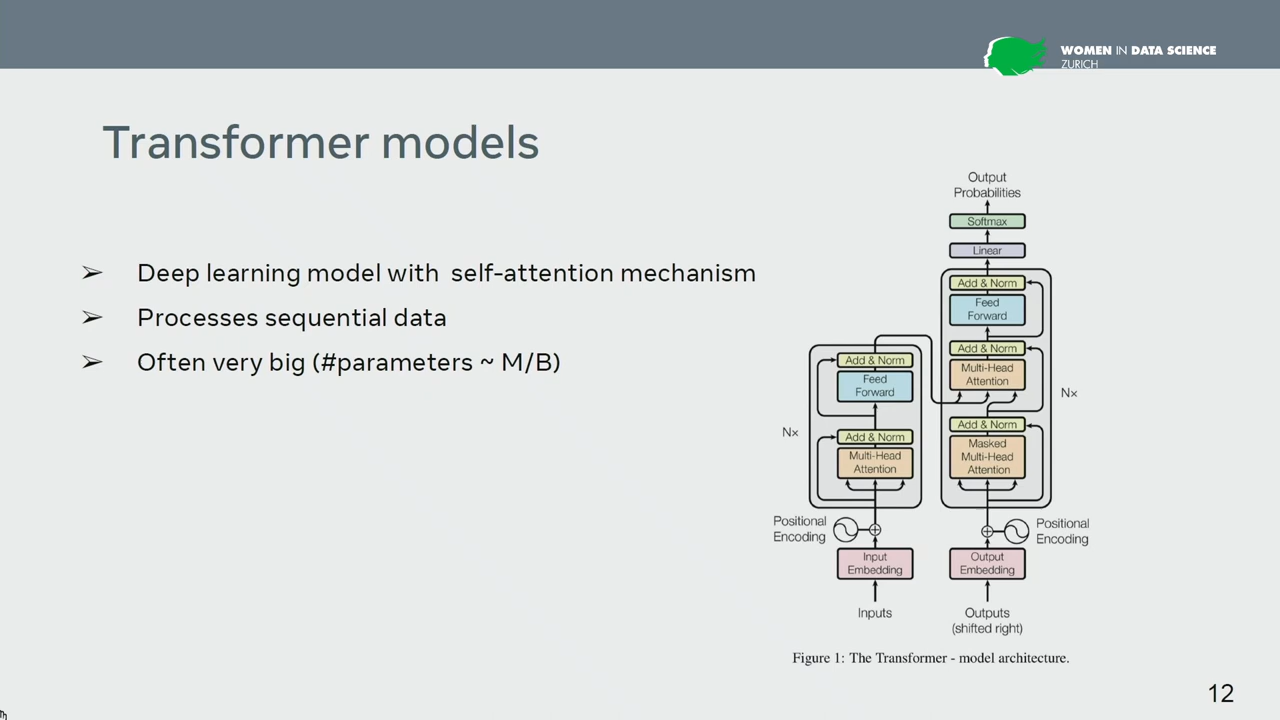 WOMEN IN DATA SCIENCE
ZURICH
Transformer models
➢ Deep learning model with self-attention mechanism
➢ Processes sequential data
➢ Often very big (#parameters ~ M/B)
Output
Probabilities
Softmax
Linear
Add & Norm
Feed
Forward
Add & Norm
Multi-Head
Attention
Add & Norm
Masked
Multi-Head
Attention
Nx
Add & Norm
Feed
Forward
Add & Norm
Multi-Head
Attention
Nx
Positional
Encoding
Positional
Encoding
Input
Embedding
Output
Embedding
Inputs
Outputs
(shifted right)
Figure 1: The Transformer - model architecture.
12